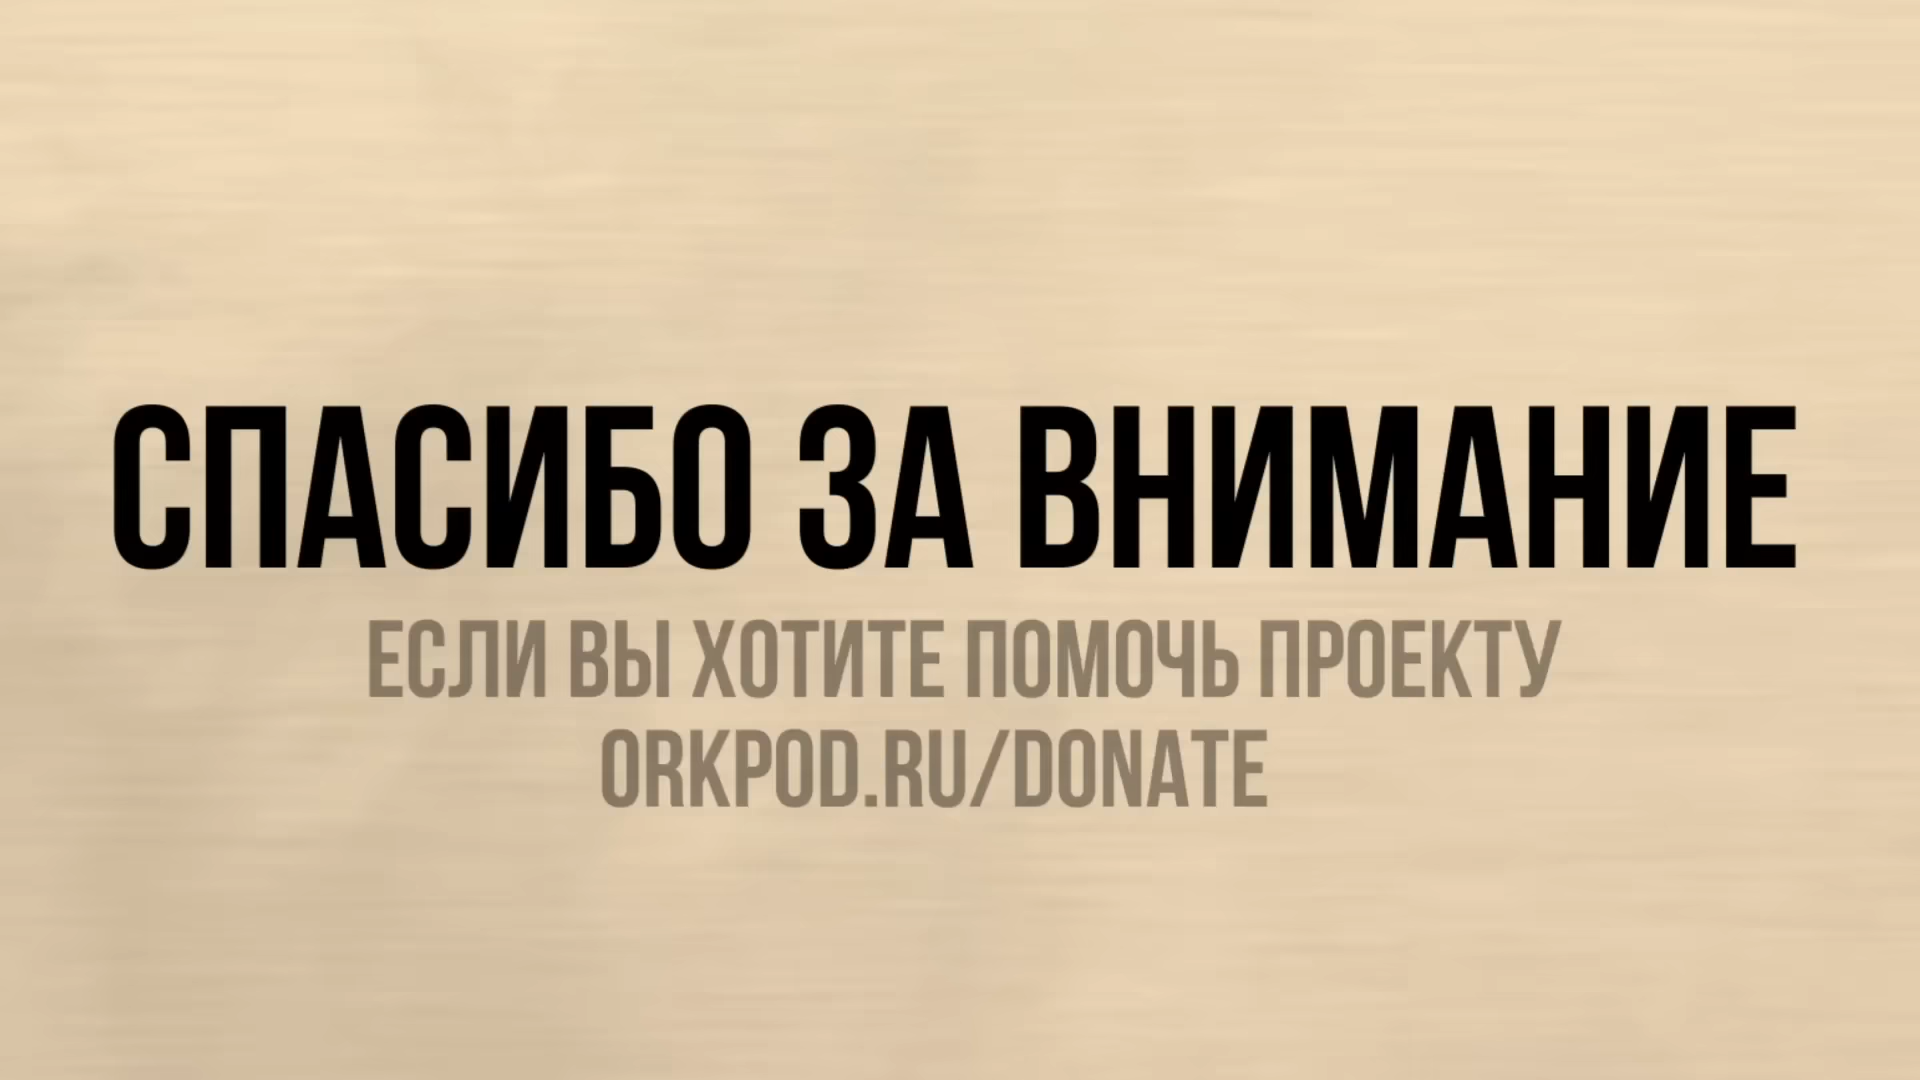 СПАСИБО ЗА ВНИМАНИЕ
ЕСЛИ ВЫ ХОТИТЕ ПОМОЧЬ ПРОЕКТУ
ORKPOD.RU/DONATE